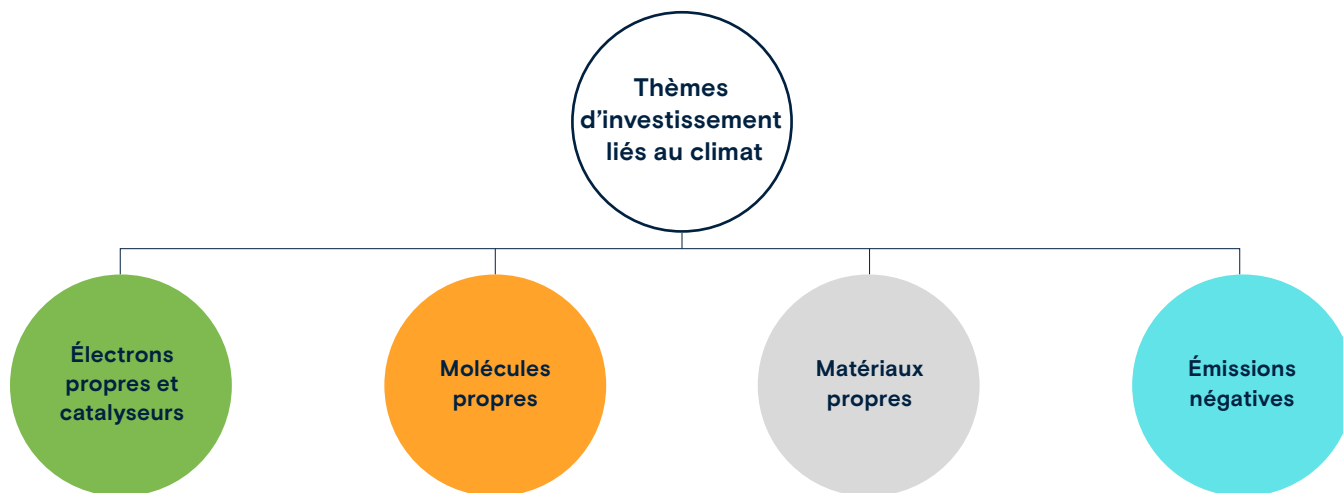 Thèmes
d’investissement
liés au climat
Électrons
propres et
catalyseurs
Molécules
propres
Matériaux
propres
Émissions
négatives